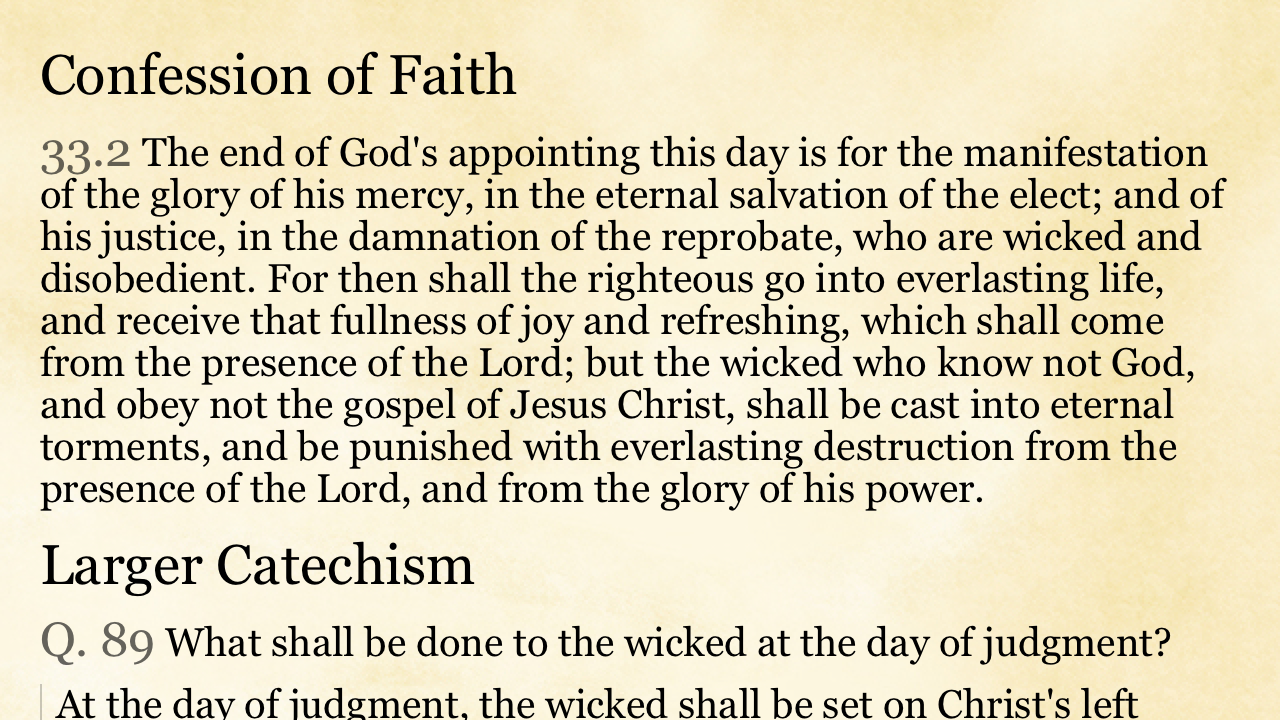 Confession of Faith
33.2 The end of God's appointing this day is for the manifestation
of the glory of his mercy, in the eternal salvation of the elect; and of
his justice, in the damnation of the reprobate, who are wicked and
disobedient. For then shall the righteous go into everlasting life,
and receive that fullness of joy and refreshing, which shall come
from the presence of the Lord; but the wicked who know not God,
and obey not the gospel of Jesus Christ, shall be cast into eternal
torments, and be punished with everlasting destruction from the
presence of the Lord, and from the glory of his power.
Larger Catechism
Q. 89 What shall be done to the wicked at the day of judgment?
At the day of judgment, the wicked shall be set on Christ's left